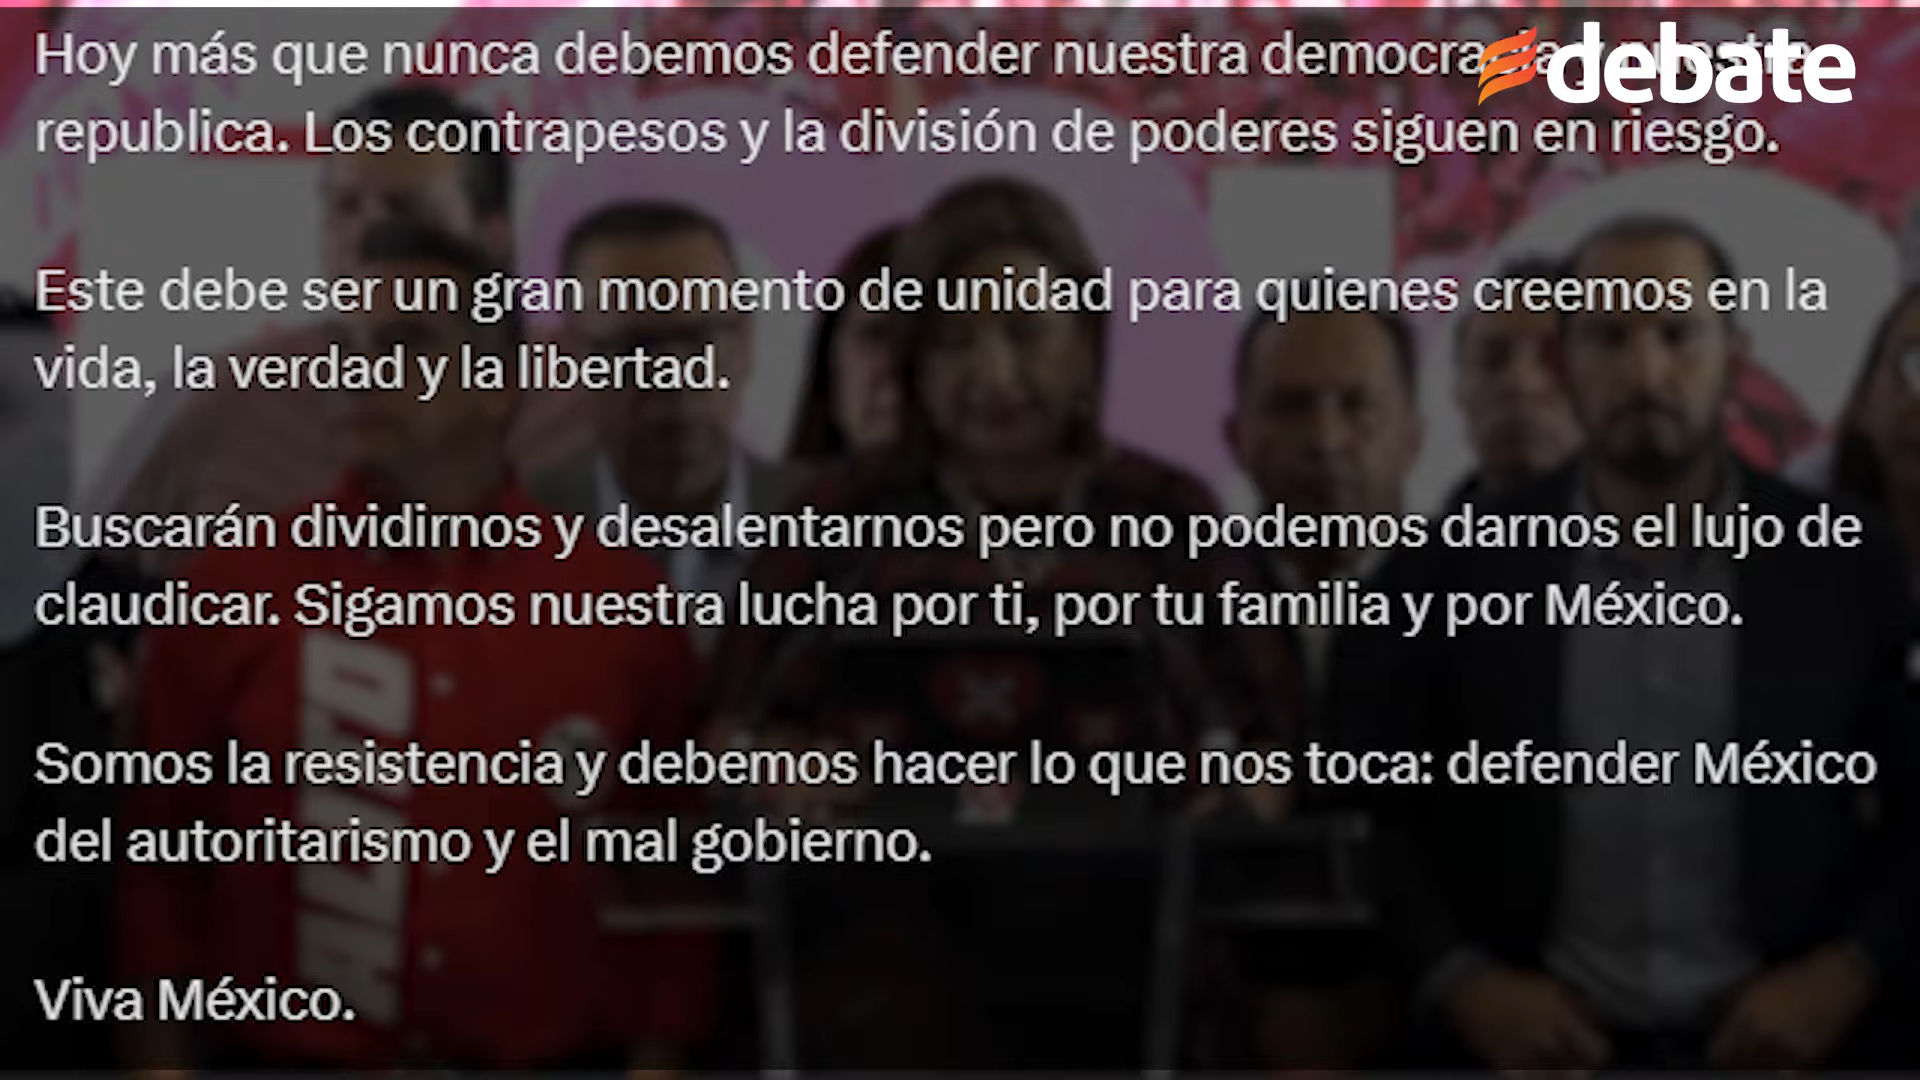 Hoy más que nunca debemos defender nuestra democracia y nuestra
debate
republica. Los contrapesos y la división de poderes siguen en riesgo.
Este debe ser un gran momento de unidad para quienes creemos en la
vida, la verdad y la libertad.
Buscarán dividirnos y desalentarnos pero no podemos darnos el lujo de
claudicar. Sigamos nuestra lucha por ti, por tu familia y por México.
Somos la resistencia y debemos hacer lo que nos toca: defender México
del autoritarismo y el mal gobierno.
Viva México.
ALITO